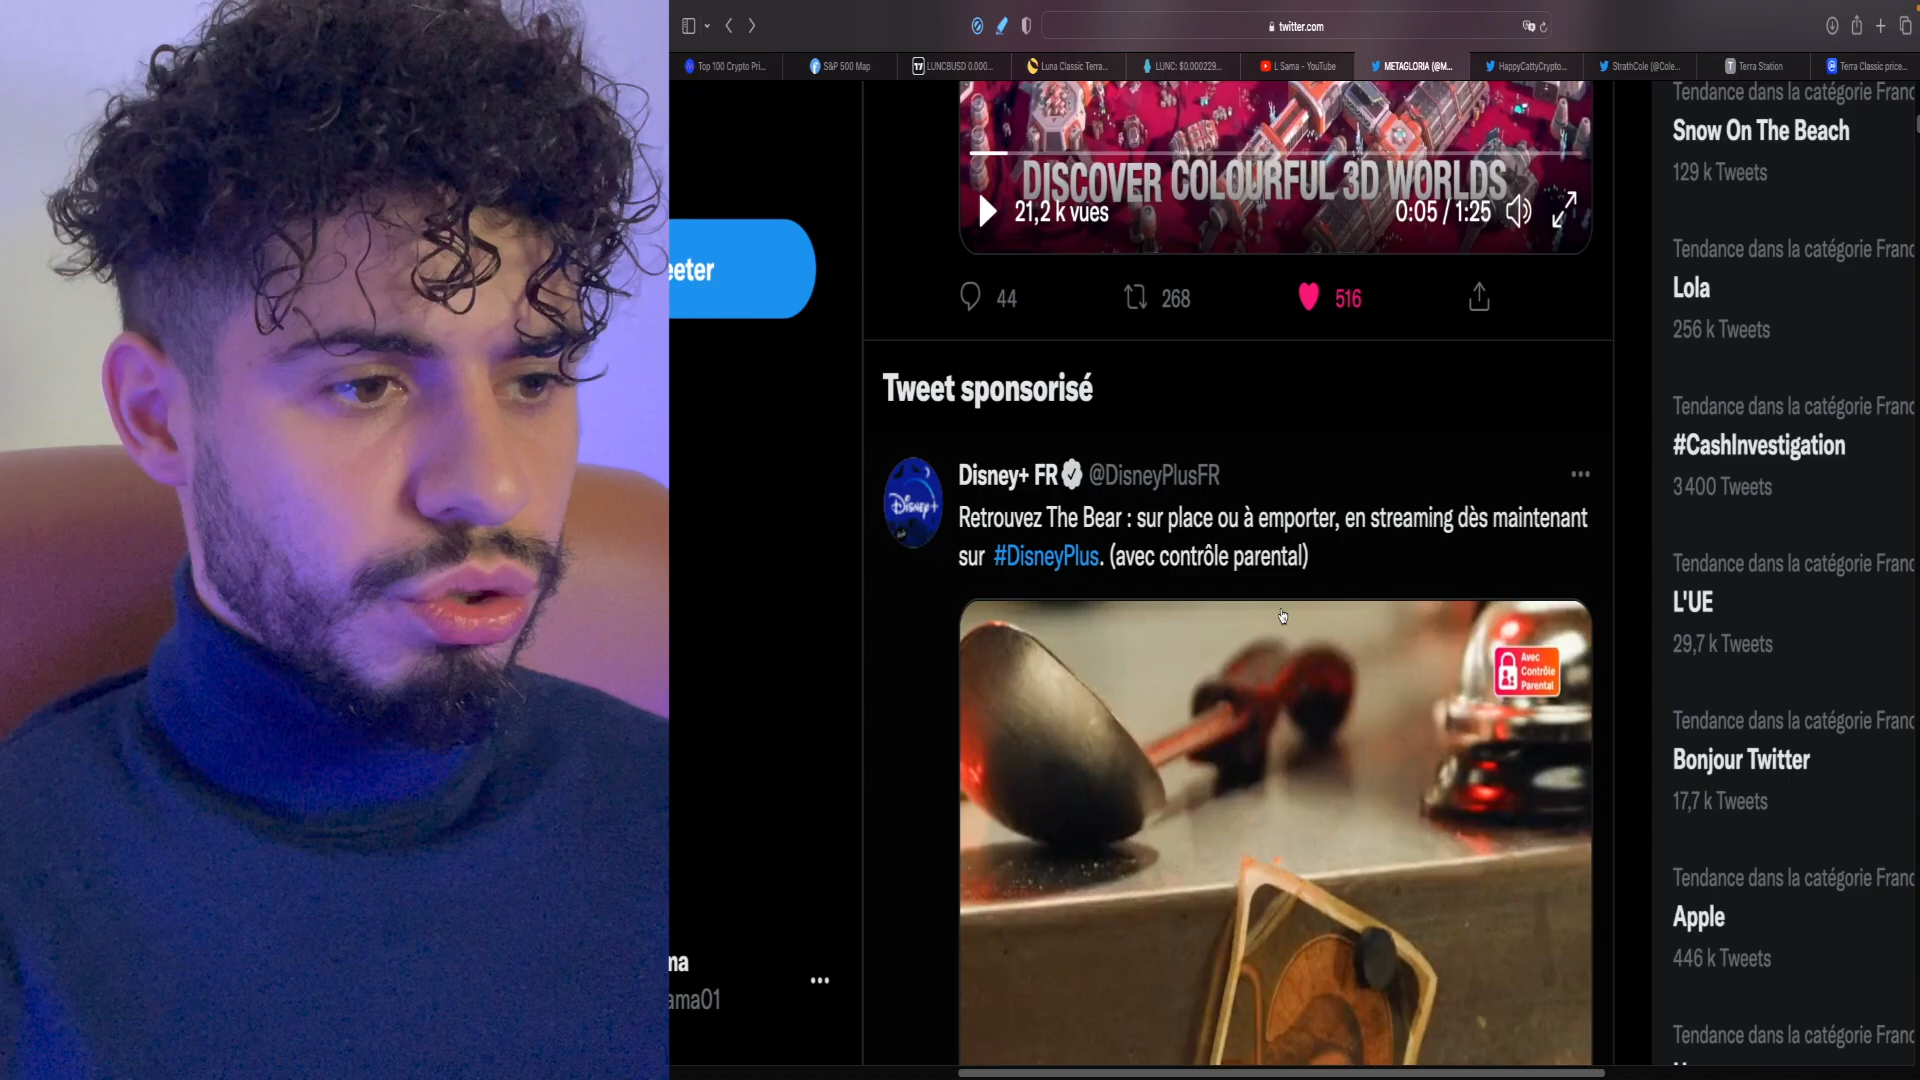 twitter.com
Top 100 Crypto Pri...
S&P 500 Map
LUNCBUSD 0.000...
Luna Classic Terra...
LUNC: $0.000229...
L Sama - YouTube
METAGLORIA (@M...
HappyCattyCrypto...
StrathCole (@Cole...
Terra Station
Terra Classic price...
DISCOVER COLOURFUL 3D WORLDS
21,2 k vues
0:05 / 1:25
eeter
44
268
516
Tweet sponsorisé
Disney+ FR @DisneyPlusFR
Disney+
Retrouvez The Bear : sur place ou à emporter, en streaming dès maintenant
sur #DisneyPlus. (avec contrôle parental)
Avec
Contrôle
Parental
ma
ama01
Tendance dans la catégorie Franc
Snow On The Beach
129 k Tweets
Tendance dans la catégorie Franc
Lola
256 k Tweets
Tendance dans la catégorie Franc
#CashInvestigation
3 400 Tweets
Tendance dans la catégorie Franc
L'UE
29,7 k Tweets
Tendance dans la catégorie Franc
Bonjour Twitter
17,7 k Tweets
Tendance dans la catégorie Franc
Apple
446 k Tweets
Tendance dans la catégorie Franc